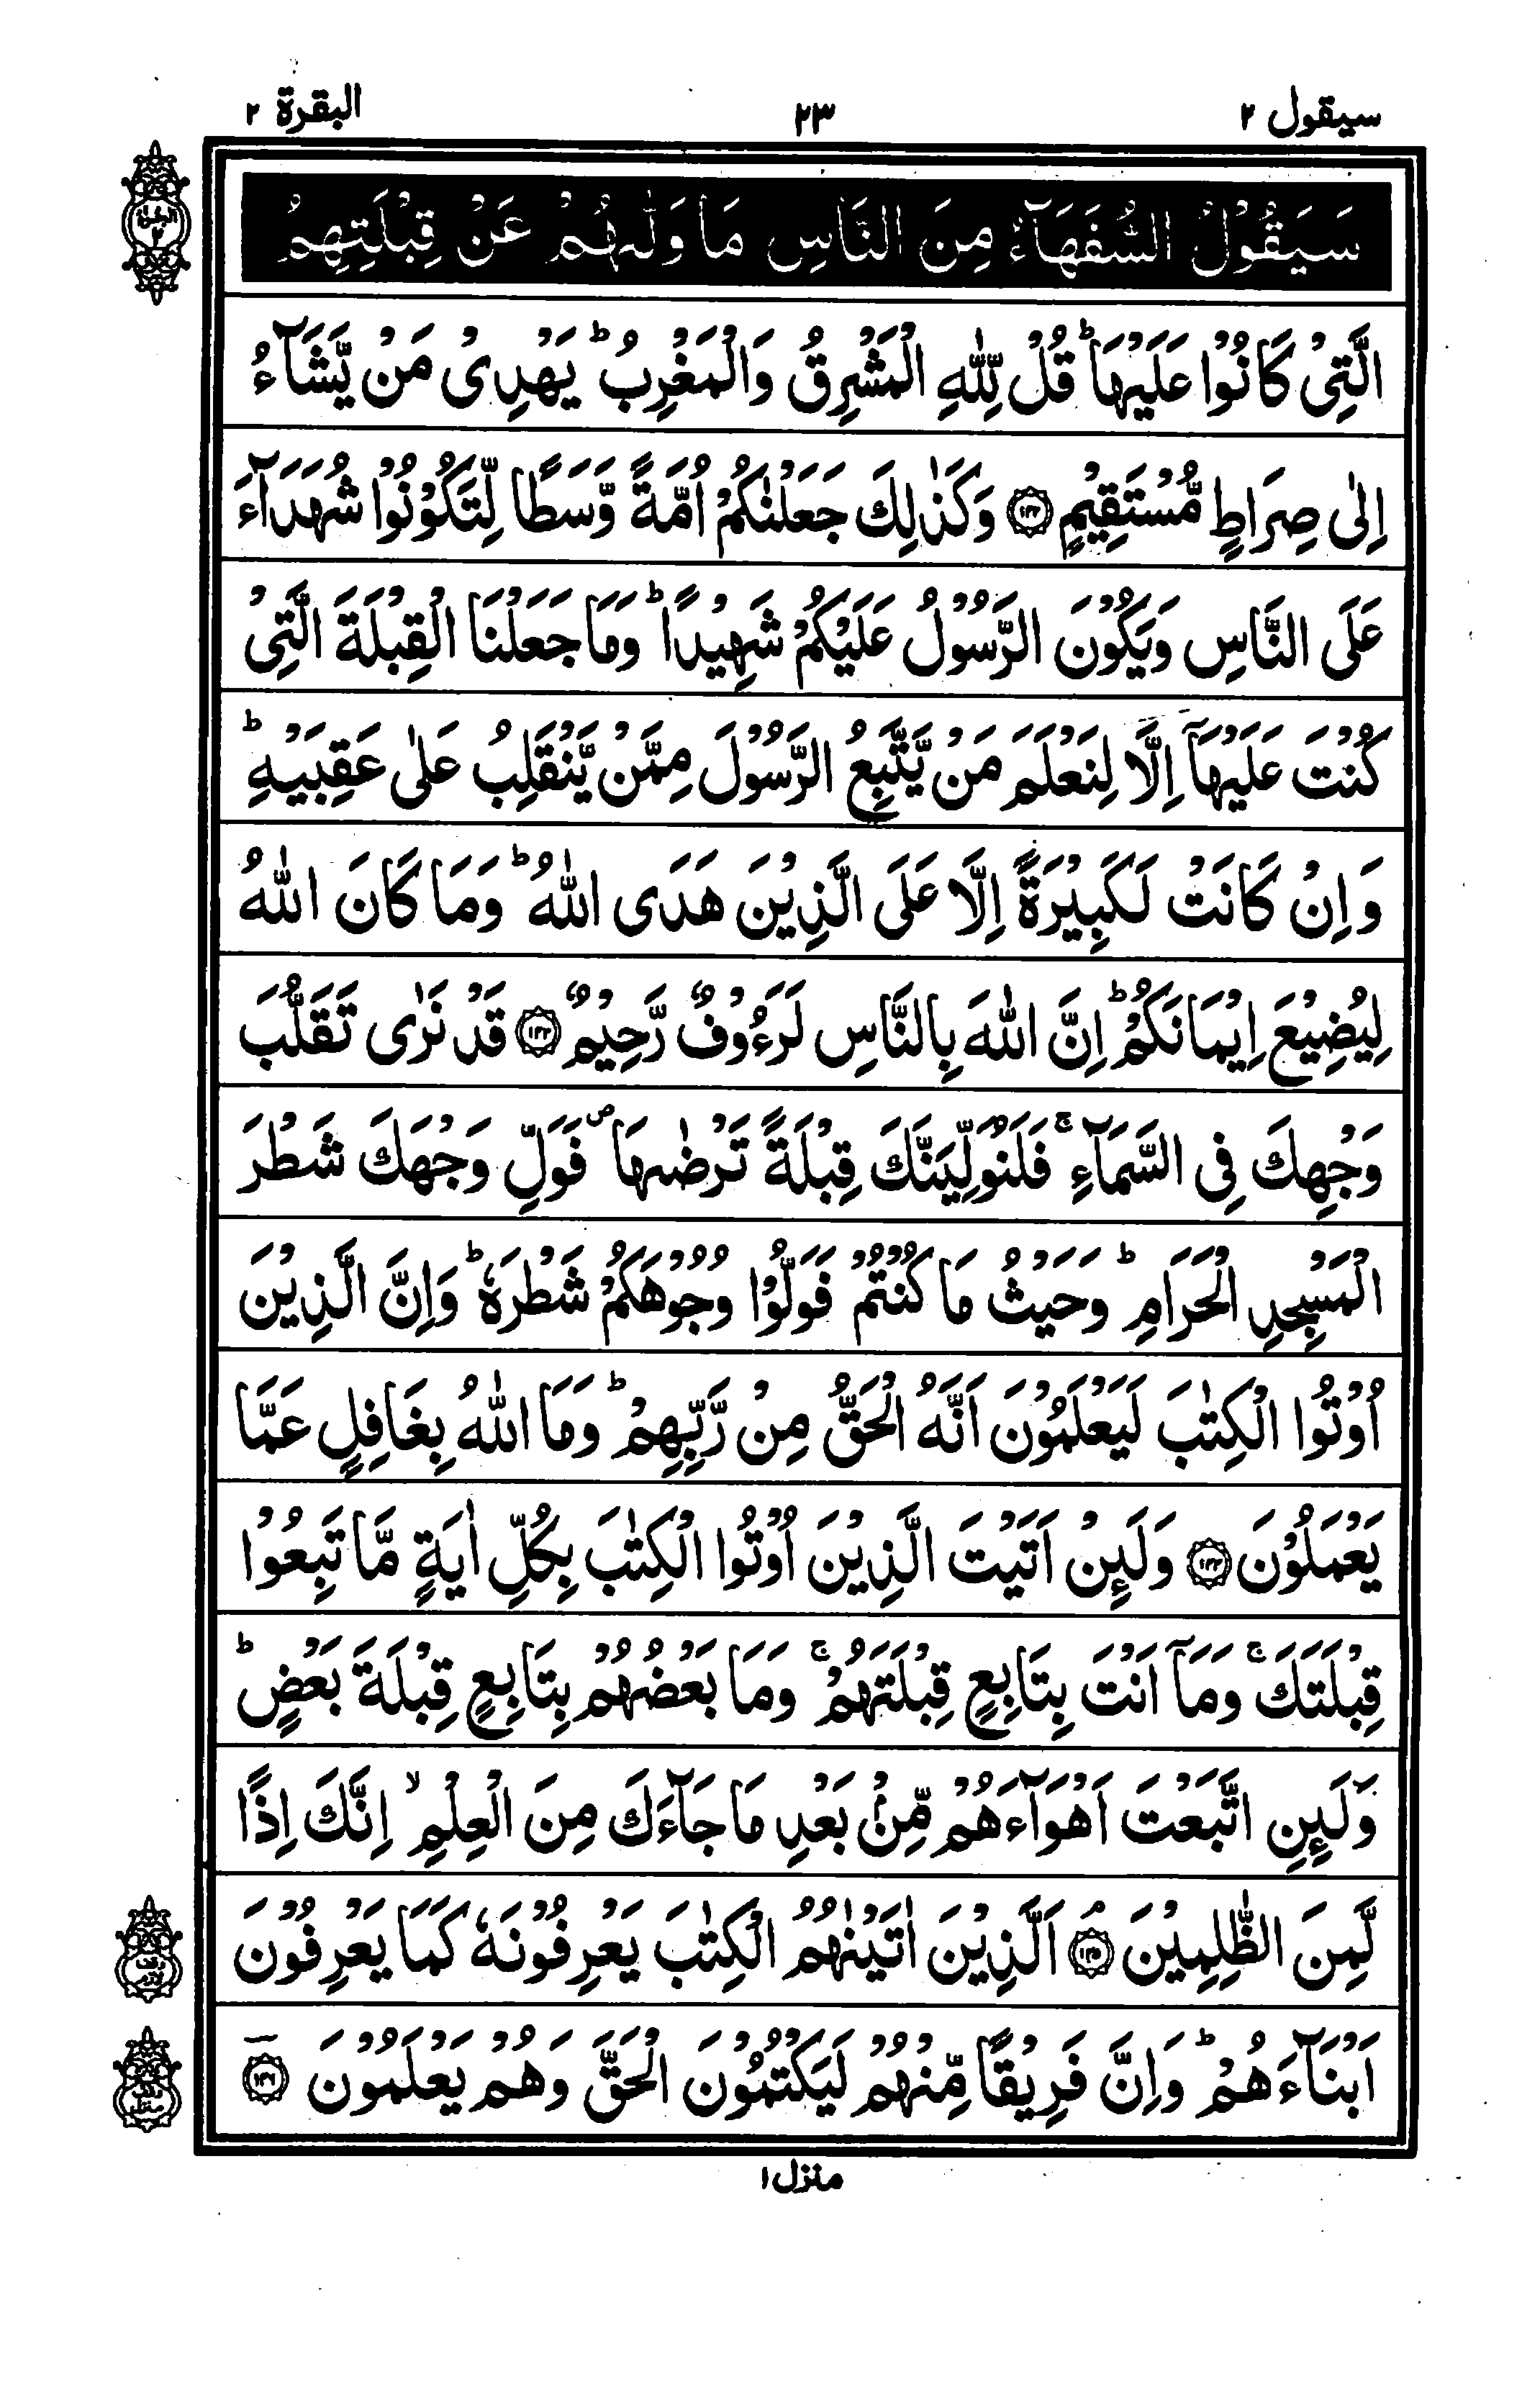 سيقول ٢
٢٣
البقرة ٢
سَيَقُوْلُ السُّفَهَآءُ مِنَ النَّاسِ مَا وَلّٰىهُمْ عَنْ قِبْلَتِهِمُ
الَّتِیْ كَانُوْا عَلَیْهَا ؕ قُلْ لِّلّٰهِ الْمَشْرِقُ وَالْمَغْرِبُ ؕ یَهْدِیْ مَنْ یَّشَآءُ
اِلٰی صِرَاطٍ مُّسْتَقِیْمٍ ۝١٤٢ وَكَذٰلِكَ جَعَلْنٰكُمْ اُمَّةً وَّسَطًا لِّتَكُوْنُوْا شُهَدَآءَ
عَلَی النَّاسِ وَیَكُوْنَ الرَّسُوْلُ عَلَیْكُمْ شَهِیْدًا ؕ وَمَا جَعَلْنَا الْقِبْلَةَ الَّتِیْ
كُنْتَ عَلَیْهَاۤ اِلَّا لِنَعْلَمَ مَنْ یَّتَّبِعُ الرَّسُوْلَ مِمَّنْ یَّنْقَلِبُ عَلٰی عَقِبَیْهِ ؕ
وَاِنْ كَانَتْ لَكَبِیْرَةً اِلَّا عَلَی الَّذِیْنَ هَدَی اللّٰهُ ؕ وَمَا كَانَ اللّٰهُ
لِیُضِیْعَ اِیْمَانَكُمْ ؕ اِنَّ اللّٰهَ بِالنَّاسِ لَرَءُوْفٌ رَّحِیْمٌ ۝١٤٣ قَدْ نَرٰی تَقَلُّبَ
وَجْهِكَ فِی السَّمَآءِ ۚ فَلَنُوَلِّیَنَّكَ قِبْلَةً تَرْضٰىهَا ۪ فَوَلِّ وَجْهَكَ شَطْرَ
الْمَسْجِدِ الْحَرَامِ ؕ وَحَیْثُ مَا كُنْتُمْ فَوَلُّوْا وُجُوْهَكُمْ شَطْرَهٗ ؕ وَاِنَّ الَّذِیْنَ
اُوْتُوا الْكِتٰبَ لَیَعْلَمُوْنَ اَنَّهُ الْحَقُّ مِنْ رَّبِّهِمْ ؕ وَمَا اللّٰهُ بِغَافِلٍ عَمَّا
یَعْمَلُوْنَ ۝١٤٤ وَلَىِٕنْ اَتَیْتَ الَّذِیْنَ اُوْتُوا الْكِتٰبَ بِكُلِّ اٰیَةٍ مَّا تَبِعُوْا
قِبْلَتَكَ ۚ وَمَاۤ اَنْتَ بِتَابِعٍ قِبْلَتَهُمْ ۚ وَمَا بَعْضُهُمْ بِتَابِعٍ قِبْلَةَ بَعْضٍ ؕ
وَلَىِٕنِ اتَّبَعْتَ اَهْوَآءَهُمْ مِّنْۢ بَعْدِ مَا جَآءَكَ مِنَ الْعِلْمِ ۙ اِنَّكَ اِذًا
لَّمِنَ الظّٰلِمِیْنَ ۝١٤٥ۘ اَلَّذِیْنَ اٰتَیْنٰهُمُ الْكِتٰبَ یَعْرِفُوْنَهٗ كَمَا یَعْرِفُوْنَ
اَبْنَآءَهُمْ ؕ وَاِنَّ فَرِیْقًا مِّنْهُمْ لَیَكْتُمُوْنَ الْحَقَّ وَهُمْ یَعْلَمُوْنَ ۝١٤٦
منزل ١